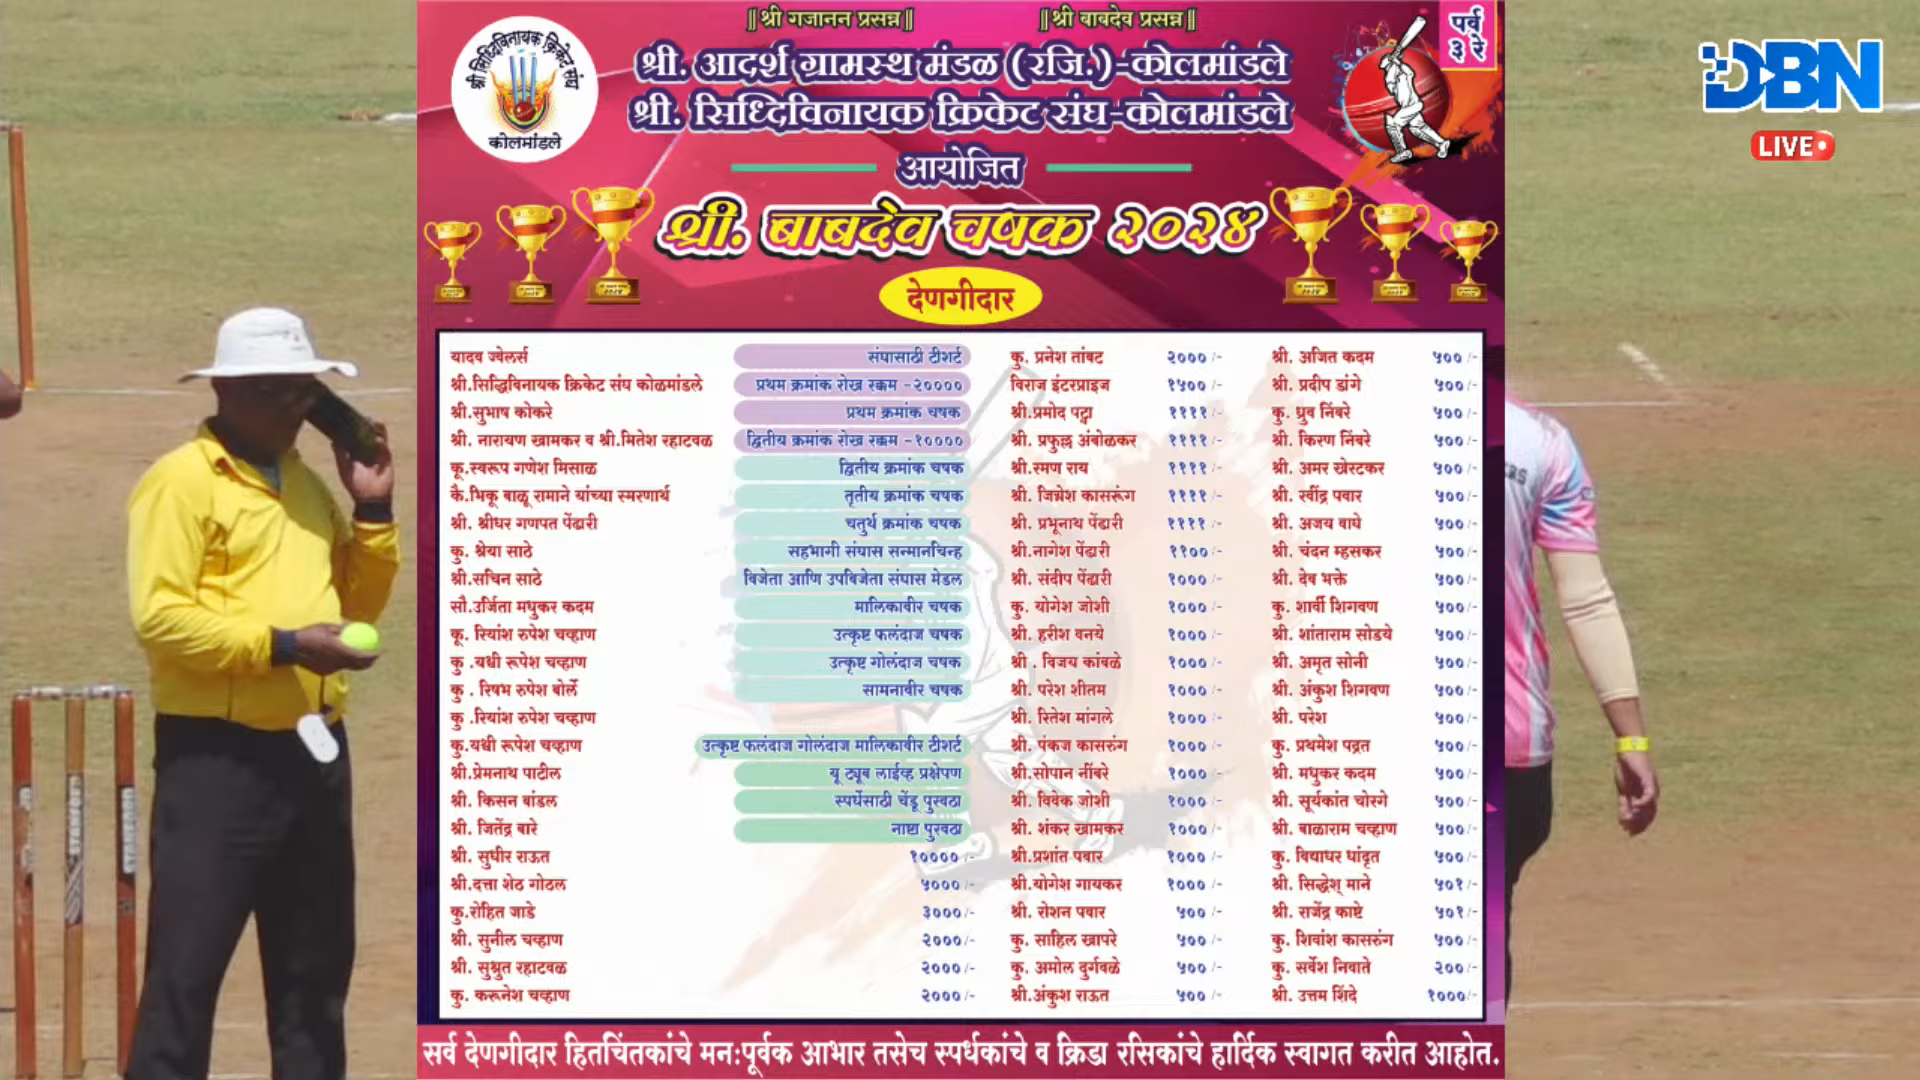 ॥श्री गजानन प्रसन्न॥
॥श्री बाबदेव प्रसन्न॥
पर्व ३ रे
श्री सिध्दिविनायक क्रिकेट संघ
कोलमांडले
श्री. आदर्श ग्रामस्थ मंडळ (रजि.)-कोलमांडले
श्री. सिध्दिविनायक क्रिकेट संघ-कोलमांडले
आयोजित
श्री. बाबदेव चषक २०२४
देणगीदार
DBN
LIVE
यादव ज्वेलर्स संघासाठी टीशर्ट
श्री.सिद्धिविनायक क्रिकेट संघ कोळमांडले प्रथम क्रमांक रोख रक्कम -२००००
श्री.सुभाष कोकरे प्रथम क्रमांक चषक
श्री. नारायण खामकर व श्री.मितेश रहाटवळ द्वितीय क्रमांक रोख रक्कम -१००००
कू.स्वरूप गणेश मिसाळ द्वितीय क्रमांक चषक
कै.भिकू बाळू रामाने यांच्या स्मरणार्थ तृतीय क्रमांक चषक
श्री. श्रीधर गणपत पेंढारी चतुर्थ क्रमांक चषक
कु. श्रेया साठे सहभागी संघास सन्मानचिन्ह
श्री.सचिन साठे विजेता आणि उपविजेता संघास मेडल
सौ.उर्जिता मधुकर कदम मालिकावीर चषक
कू. रियांश रुपेश चव्हाण उत्कृष्ट फलंदाज चषक
कु .यधी रूपेश चव्हाण उत्कृष्ट गोलंदाज चषक
कु . रिषभ रुपेश बोर्ले सामनावीर चषक
कु .रियांश रुपेश चव्हाण
कु.यधी रूपेश चव्हाण उत्कृष्ट फलंदाज गोलंदाज मालिकावीर टीशर्ट
श्री.प्रेमनाथ पाटील यू ट्यूब लाईव्ह प्रक्षेपण
श्री. किसन बांडल स्पर्धेसाठी चेंडू पुरवठा
श्री. जितेंद्र बारे नाष्टा पुरवठा
श्री. सुधीर राऊत १०००० /-
श्री.दत्ता शेठ गोठल ५००० /-
कु.रोहित जाडे ३०००/-
श्री. सुनील चव्हाण २०००/-
श्री. सुश्रुत रहाटवळ २०००/-
कु. करूनेश चव्हाण २०००/-
कु. प्रनेश तांबट २००० /-
विराज इंटरप्राइज १५०० /-
श्री.प्रमोद पट्वा ११११ /-
श्री. प्रफुल्ल अंबोळकर ११११ /-
श्री.रमण राय ११११ /-
श्री. जिन्नेश कासरूंग ११११ /-
श्री. प्रभूनाथ पेंढारी ११११ /-
श्री.नागेश पेंढारी ११०० /-
श्री. संदीप पेंढारी १००० /-
कु. योगेश जोशी १००० /-
श्री. हरीश वनये १००० /-
श्री . विजय कांबळे १००० /-
श्री. परेश शीतम १००० /-
श्री. रितेश मांगले १००० /-
श्री. पंकज कासरुंग १००० /-
श्री.सोपान नींबरे १००० /-
श्री. विवेक जोशी १००० /-
श्री. शंकर खामकर १००० /-
श्री.प्रशांत पवार १००० /-
श्री.योगेश गायकर १००० /-
श्री. रोशन पवार ५०० /-
कु. साहिल खापरे ५०० /-
कु. अमोल दुर्गवळे ५०० /-
श्री.अंकुश राऊत ५०० /-
श्री. अजित कदम ५०० /-
श्री. प्रदीप डांगे ५०० /-
कु. ध्रुव निंबरे ५०० /-
श्री. किरण निंबरे ५०० /-
श्री. अमर खेरटकर ५०० /-
श्री. रवींद्र पवार ५०० /-
श्री. अजय वाघे ५०० /-
श्री. चंदन म्हसकर ५०० /-
श्री. देव भक्ते ५०० /-
कु. शार्वी शिगवण ५०० /-
श्री. शांताराम सोडये ५०० /-
श्री. अमृत सोनी ५०० /-
श्री. अंकुश शिगवण ५०० /-
श्री. परेश ५०० /-
कु. प्रथमेश पद्रत ५०० /-
श्री. मधुकर कदम ५०० /-
श्री. सूर्यकांत चोरगे ५०० /-
श्री. बाळाराम चव्हाण ५०० /-
कु. वियाधर धांदृत ५०० /-
श्री. सिद्धेश् माने ५०१/-
श्री. राजेंद्र काष्टे ५०१/-
कु. शिवांश कासरुंग ५०० /-
कु. सर्वेश निवाते २०० /-
श्री. उत्तम शिंदे १०००/-
सर्व देणगीदार हितचिंतकांचे मन:पूर्वक आभार तसेच स्पर्धकांचे व क्रिडा रसिकांचे हार्दिक स्वागत करीत आहोत.